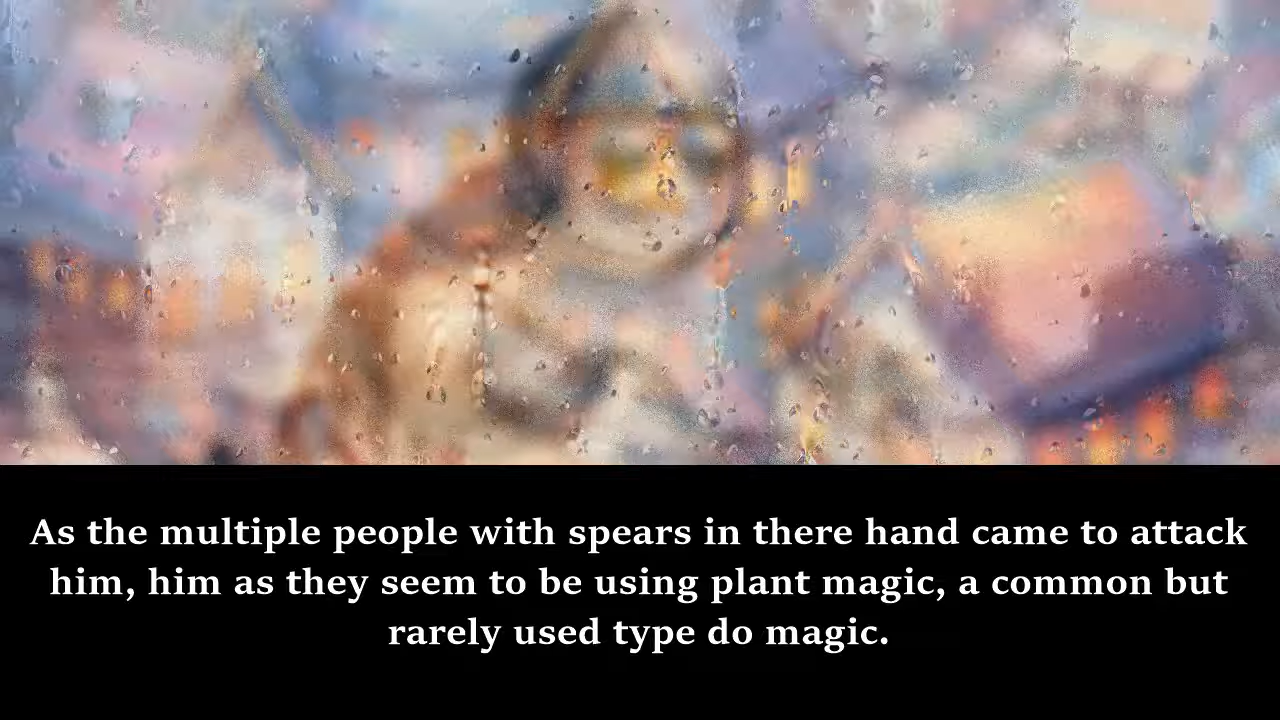 As the multiple people with spears in there hand came to attack
him, him as they seem to be using plant magic, a common but
rarely used type do magic.